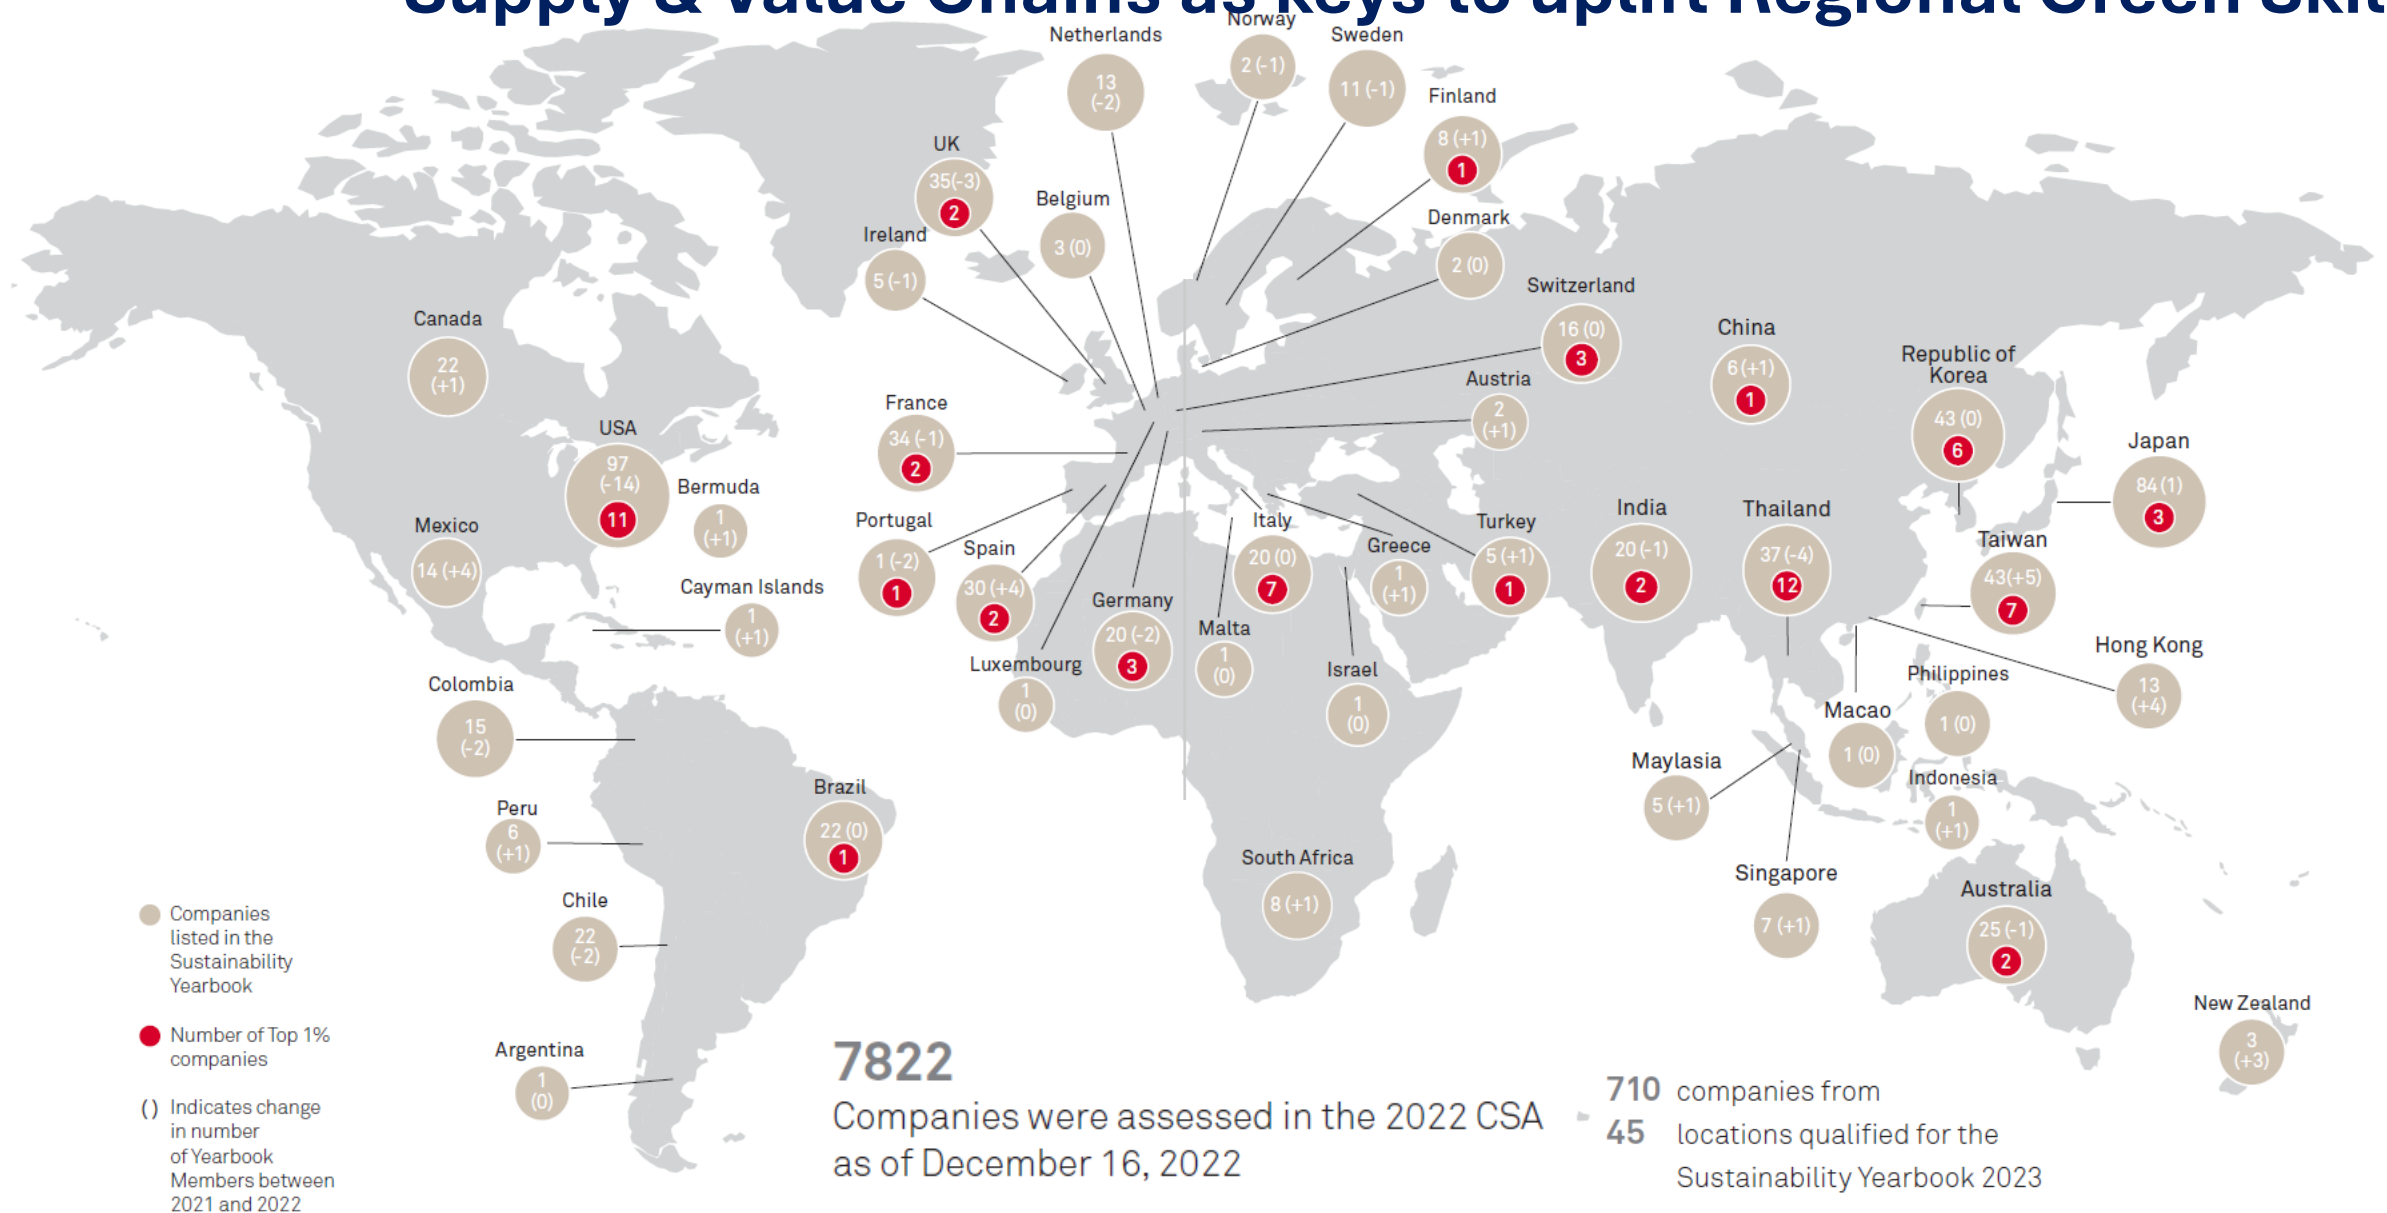 Supply & Value Chains as keys to uplift Regional Green Skil
Norway
2 (-1)
Netherlands
13
(-2)
Sweden
11 (-1)
Finland
8 (+1)
1
UK
35(-3)
2
Belgium
3 (0)
Ireland
5 (-1)
Denmark
2 (0)
Switzerland
16 (0)
3
Austria
2
(+1)
Canada
22
(+1)
USA
97
(-14)
11
Bermuda
1
(+1)
Mexico
14 (+4)
Cayman Islands
1
(+1)
France
34 (-1)
2
Portugal
1 (-2)
1
Spain
30 (+4)
2
Luxembourg
1
(0)
Germany
20 (-2)
3
Malta
1
(0)
Italy
20 (0)
7
Greece
1
(+1)
Turkey
5 (+1)
1
Israel
1
(0)
China
6 (+1)
1
Republic of
Korea
43 (0)
6
Japan
84 (1)
3
India
20 (-1)
2
Thailand
37 (-4)
12
Taiwan
43(+5)
7
Hong Kong
13
(+4)
Philippines
1 (0)
Macao
1 (0)
Indonesia
1
(+1)
Maylasia
5 (+1)
Singapore
7 (+1)
Australia
25 (-1)
2
New Zealand
3
(+3)
South Africa
8 (+1)
Colombia
15
(-2)
Peru
6
(+1)
Brazil
22 (0)
1
Chile
22
(-2)
Argentina
1
(0)
Companies
listed in the
Sustainability
Yearbook
Number of Top 1%
companies
() Indicates change
in number
of Yearbook
Members between
2021 and 2022
7822
Companies were assessed in the 2022 CSA
as of December 16, 2022
710 companies from
45 locations qualified for the
Sustainability Yearbook 2023